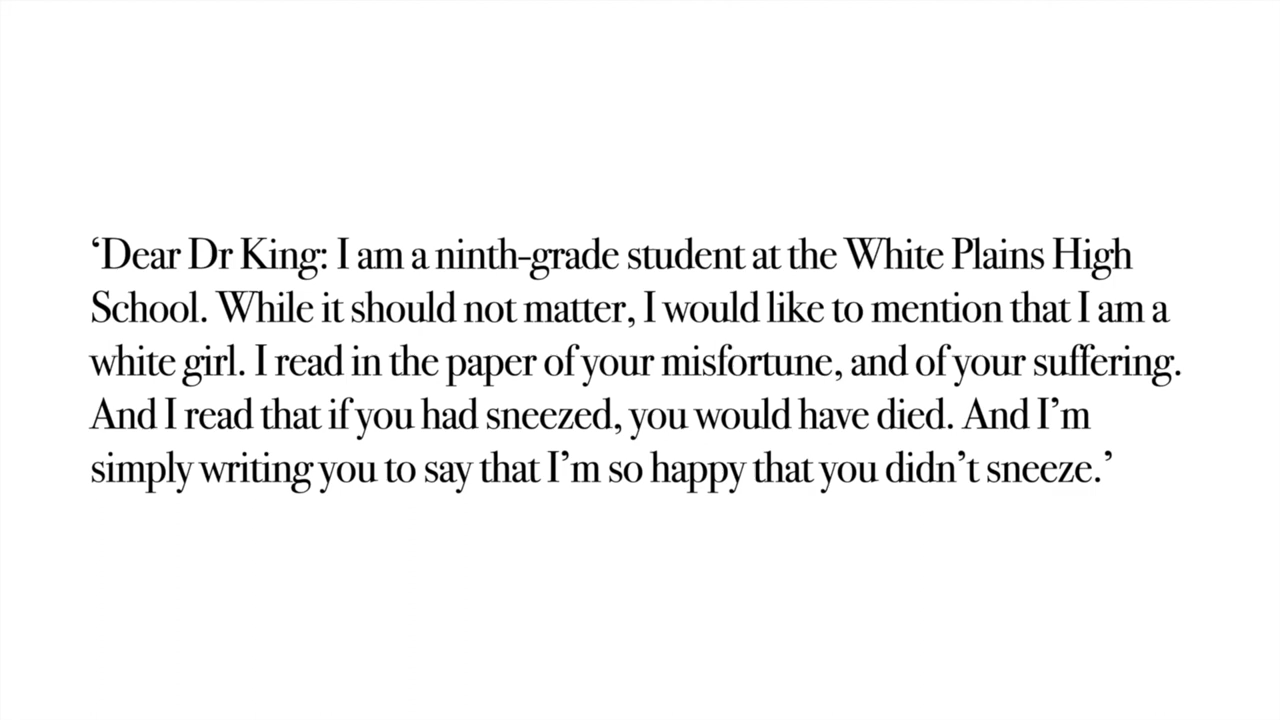 ‘Dear Dr King: I am a ninth-grade student at the White Plains High
School. While it should not matter, I would like to mention that I am a
white girl. I read in the paper of your misfortune, and of your suffering.
And I read that if you had sneezed, you would have died. And I’m
simply writing you to say that I’m so happy that you didn’t sneeze.’